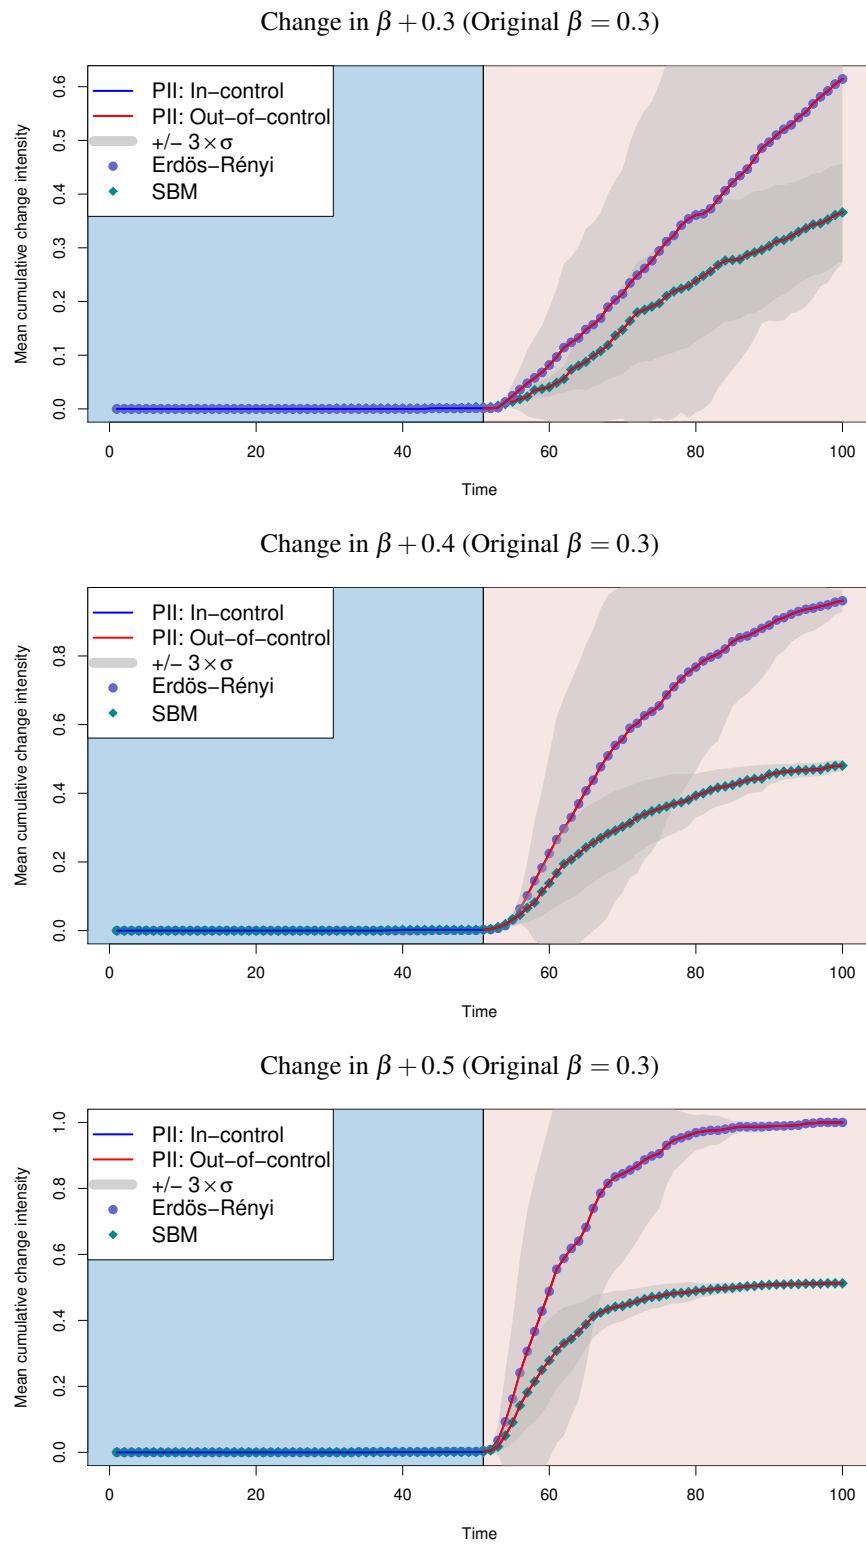 Change in β + 0.3 (Original β = 0.3)
PII: In−control
PII: Out−of−control
+/− 3 × σ
Erdös−Rényi
SBM
Mean cumulative change intensity
0.0 0.1 0.2 0.3 0.4 0.5 0.6
0 20 40 60 80 100
Time
Change in β + 0.4 (Original β = 0.3)
PII: In−control
PII: Out−of−control
+/− 3 × σ
Erdös−Rényi
SBM
Mean cumulative change intensity
0.0 0.2 0.4 0.6 0.8
0 20 40 60 80 100
Time
Change in β + 0.5 (Original β = 0.3)
PII: In−control
PII: Out−of−control
+/− 3 × σ
Erdös−Rényi
SBM
Mean cumulative change intensity
0.0 0.2 0.4 0.6 0.8 1.0
0 20 40 60 80 100
Time